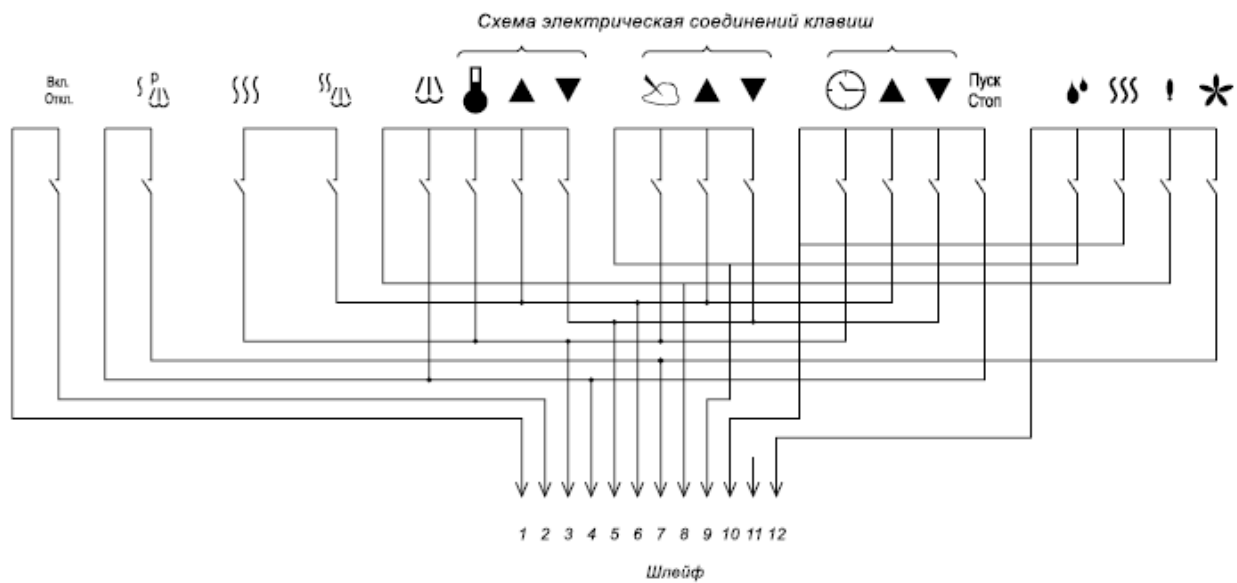 Схема электрическая соединений клавиш
Вкл.
Откл.
P
Пуск
Стоп
1 2 3 4 5 6 7 8 9 10 11 12
Шлейф